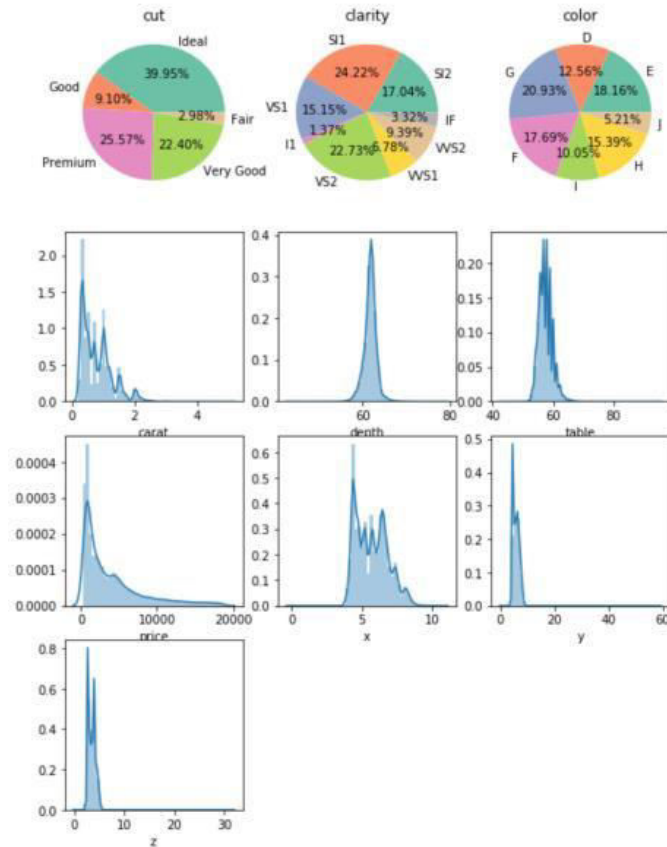 cut clarity color
Ideal SI1 D
39.95% 24.22% SI2 G 12.56% E
Good 17.04% 20.93% 18.16%
9.10% VS1 15.15%
2.98% Fair 3.32% IF 5.21% J
1.37% 9.39%
I1 VVS2
25.57% 22.40% 22.73% 6.78% 17.69% 10.05% 15.39%
Premium Very Good VS2 VVS1 F I H
2.0 0.4 0.20
1.5 0.3 0.15
1.0 0.2 0.10
0.5 0.1 0.05
0.0 0.0 0.00
0 2 4 60 80 40 60 80
carat depth table
0.0004 0.6 0.5
0.0003 0.5 0.4
0.0002 0.4 0.3
0.0001 0.3 0.2
0.0000 0.2 0.1
0.1 0.0
0.0
0 10000 20000 0 5 10 0 20 40 60
price x y
0.8
0.6
0.4
0.2
0.0
0 10 20 30
z